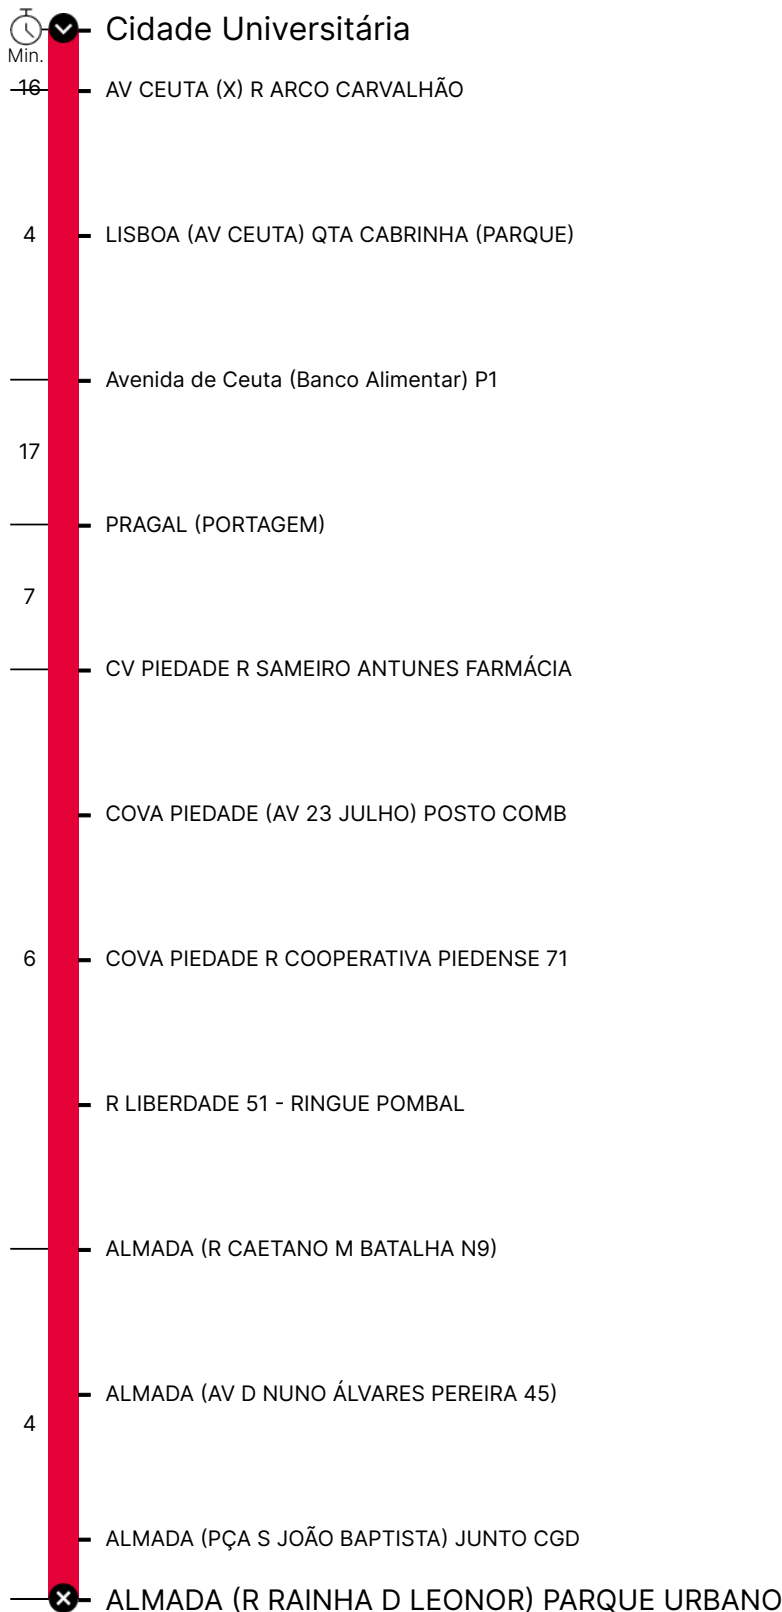 Cidade Universitária
Min.
16
AV CEUTA (X) R ARCO CARVALHÃO
4
LISBOA (AV CEUTA) QTA CABRINHA (PARQUE)
Avenida de Ceuta (Banco Alimentar) P1
17
PRAGAL (PORTAGEM)
7
CV PIEDADE R SAMEIRO ANTUNES FARMÁCIA
COVA PIEDADE (AV 23 JULHO) POSTO COMB
6
COVA PIEDADE R COOPERATIVA PIEDENSE 71
R LIBERDADE 51 - RINGUE POMBAL
ALMADA (R CAETANO M BATALHA N9)
ALMADA (AV D NUNO ÁLVARES PEREIRA 45)
4
ALMADA (PÇA S JOÃO BAPTISTA) JUNTO CGD
ALMADA (R RAINHA D LEONOR) PARQUE URBANO